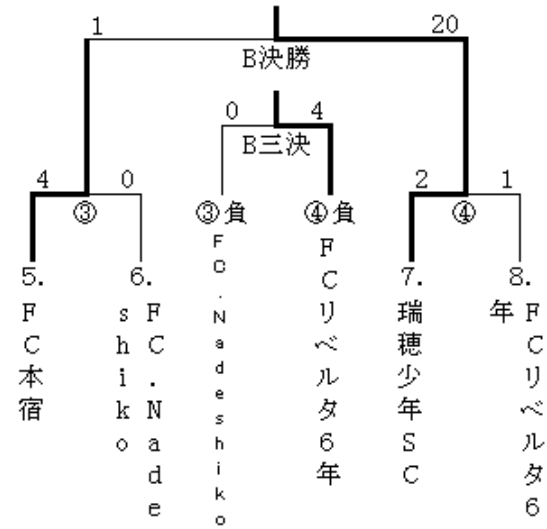 1 20
B決勝
0 4
B三決
4 0 2 1
③ ③負 ④負 ④
5. 6. 7. 8.
FC本宿
FC.Nade
shiko
FC.Nadeshiko
FCリベルタ6年
瑞穂少年SC
FCリベルタ6
年